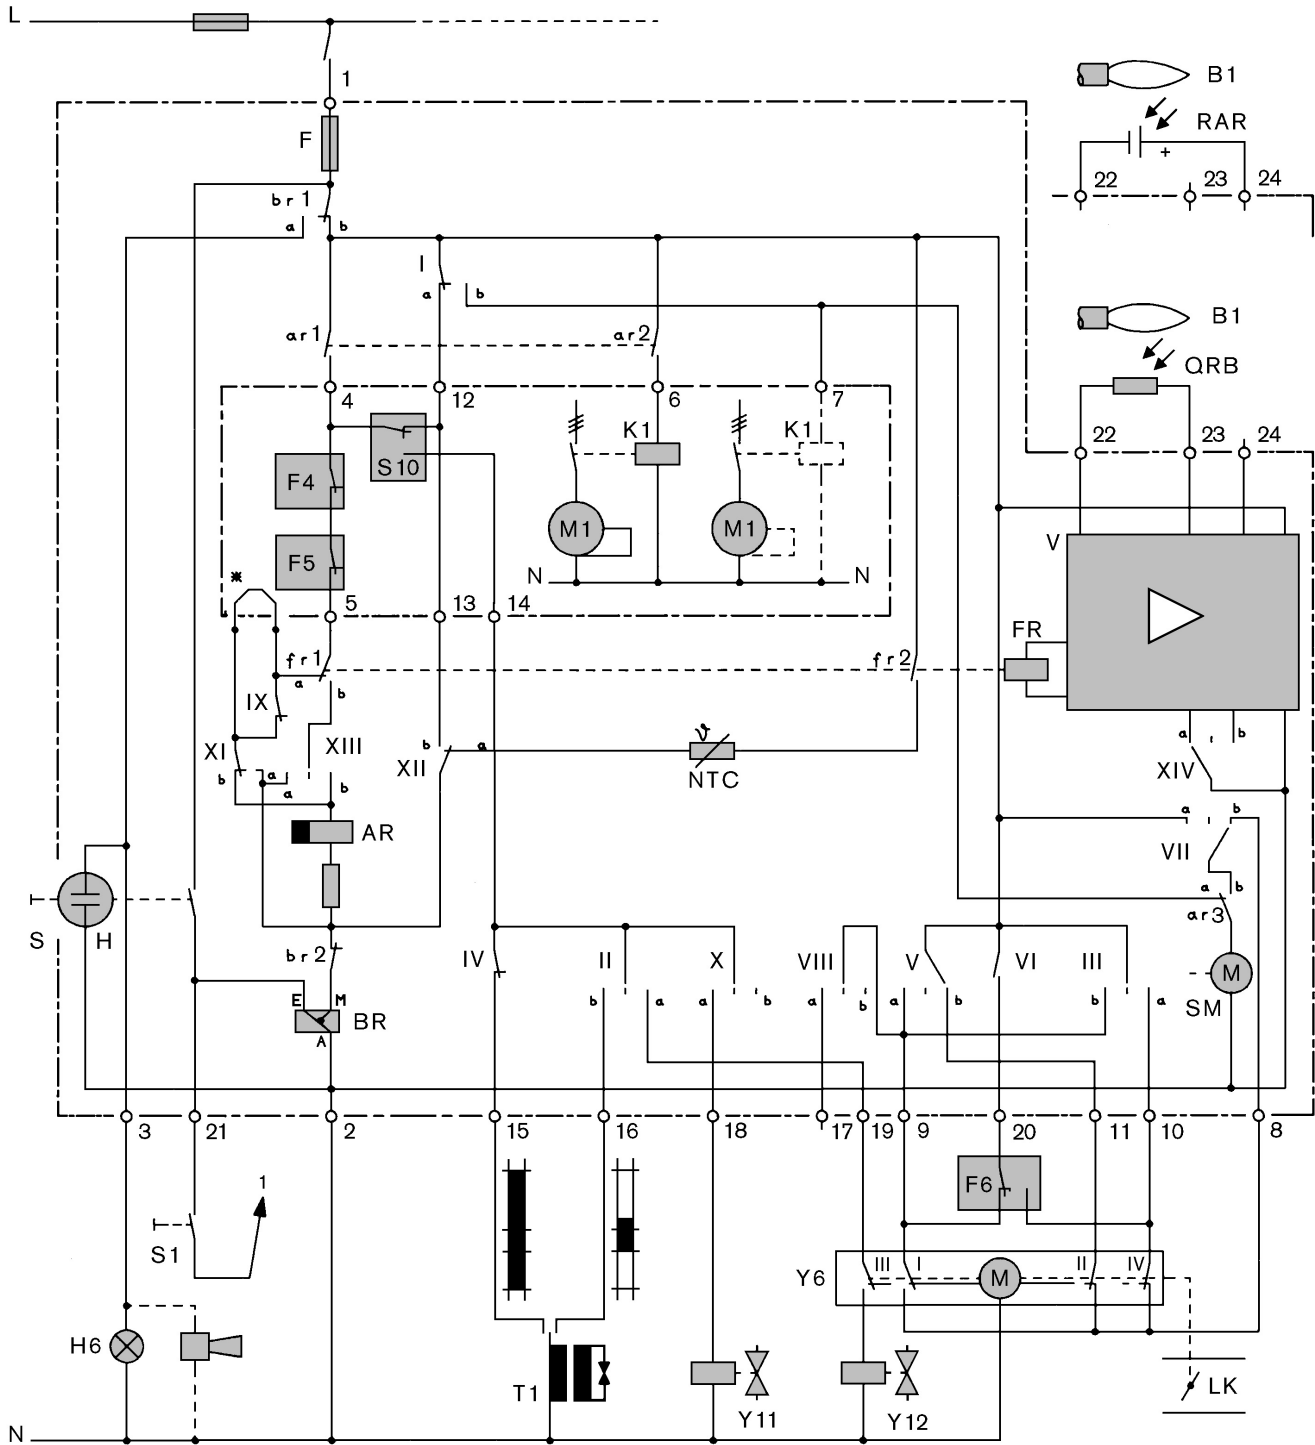 L
1
B1
F
RAR
+
22 23 24
br1
a b
I
a b
ar1 ar2
B1
QRB
4 12 6 7
K1 K1
22 23 24
S10
F4
M1 M1
V
F5
*
N N
5 13 14
FR
fr1 fr2
a b
IX
ϑ
a b
XI XIII b a
XII NTC XIV
b a a b
a b
AR
VII
a b
ar3
S H
br2 IV II X VIII V VI III M
b a a b a b a b b a
SM
E M
BR
A
3 21 2 15 16 18 17 19 9 20 11 10 8
1
F6
S1
III I II IV
Y6 M
H6
T1
Y11 Y12
LK
N